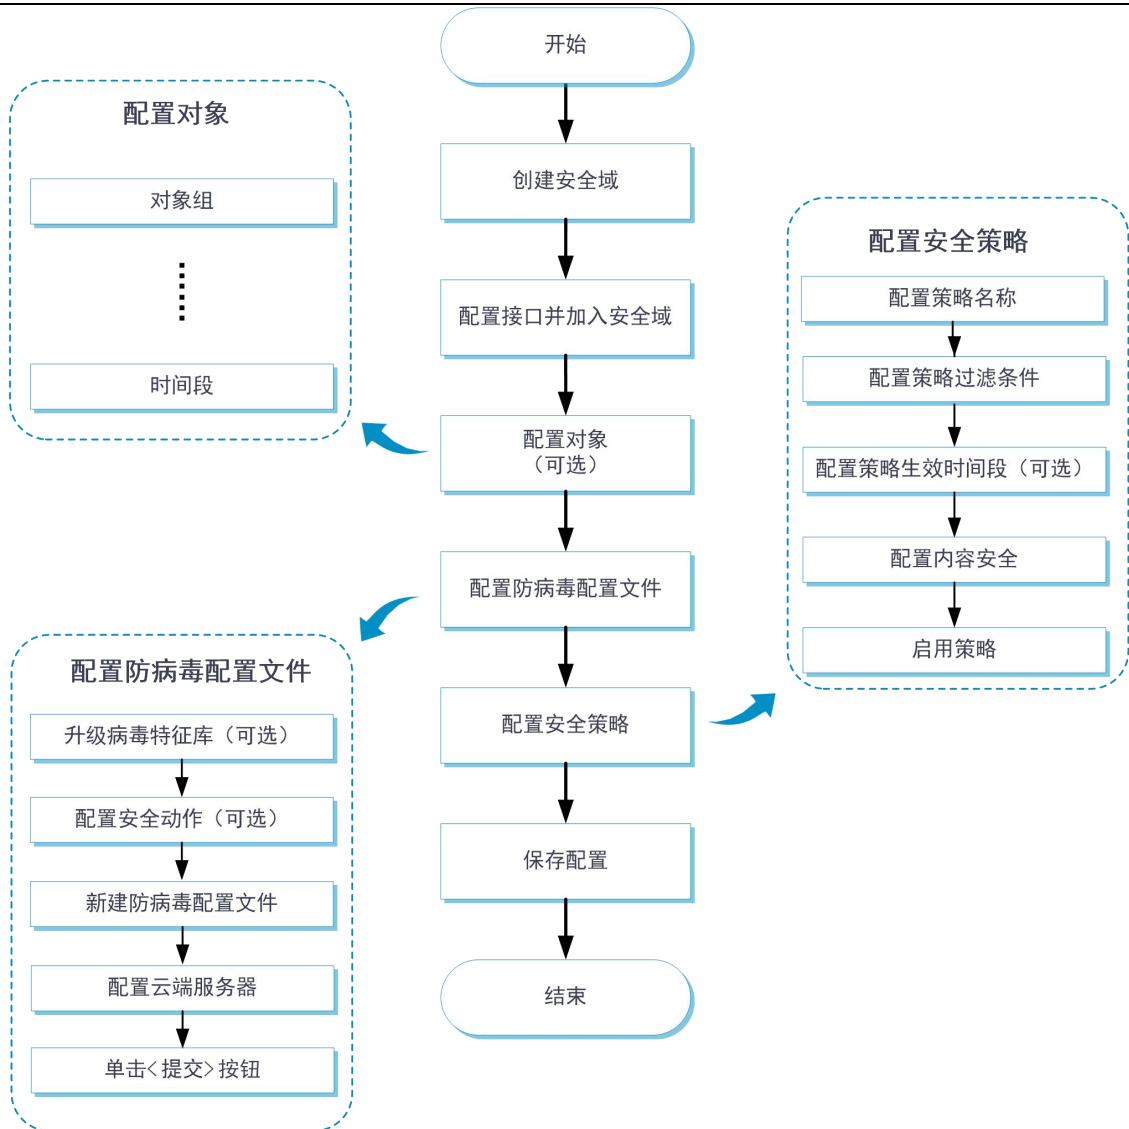 开始
创建安全域
配置接口并加入安全域
配置对象
（可选）
配置防病毒配置文件
配置安全策略
保存配置
结束
配置对象
对象组
时间段
配置防病毒配置文件
升级病毒特征库（可选）
配置安全动作（可选）
新建防病毒配置文件
配置云端服务器
单击<提交>按钮
配置安全策略
配置策略名称
配置策略过滤条件
配置策略生效时间段（可选）
配置内容安全
启用策略